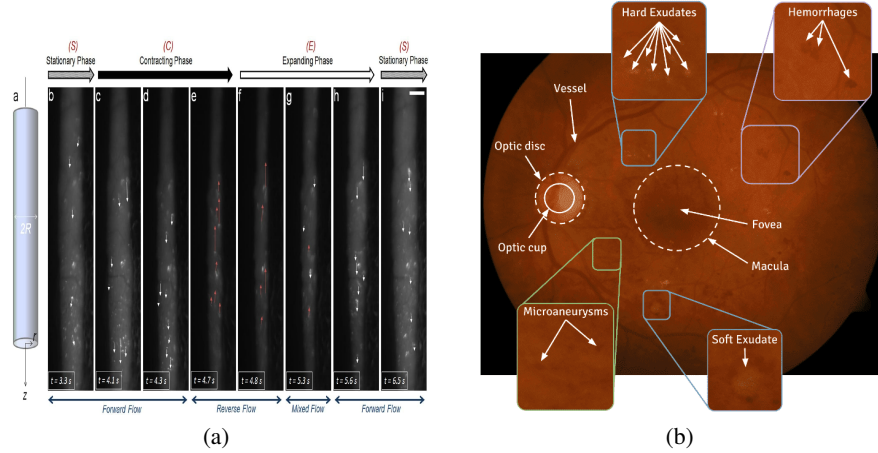 (S)
(C)
(E)
(S)
Stationary Phase
Contracting Phase
Expanding Phase
Stationary Phase
a
b
c
d
e
f
g
h
i
2R
r
z
t = 3.3 s
t = 4.1 s
t = 4.3 s
t = 4.7 s
t = 4.8 s
t = 5.3 s
t = 5.6 s
t = 6.5 s
Forward Flow
Reverse Flow
Mixed Flow
Forward Flow
(a)
Hard Exudates
Hemorrhages
Vessel
Optic disc
Optic cup
Fovea
Macula
Microaneurysms
Soft Exudate
(b)